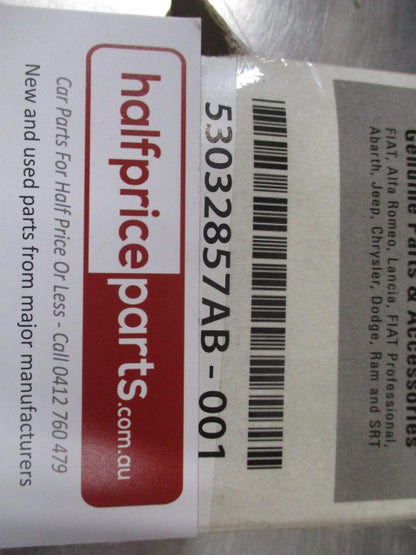 Genuine Parts & Accessories
FIAT, Alfa Romeo, Lancia, FIAT Professional,
Abarth, Jeep, Chrysler, Dodge, Ram and SRT
53032857AB - 001
halfpriceparts.com.au
Car Parts For Half Price Or Less - Call 0412 760 479
New and used parts from major manufacturers